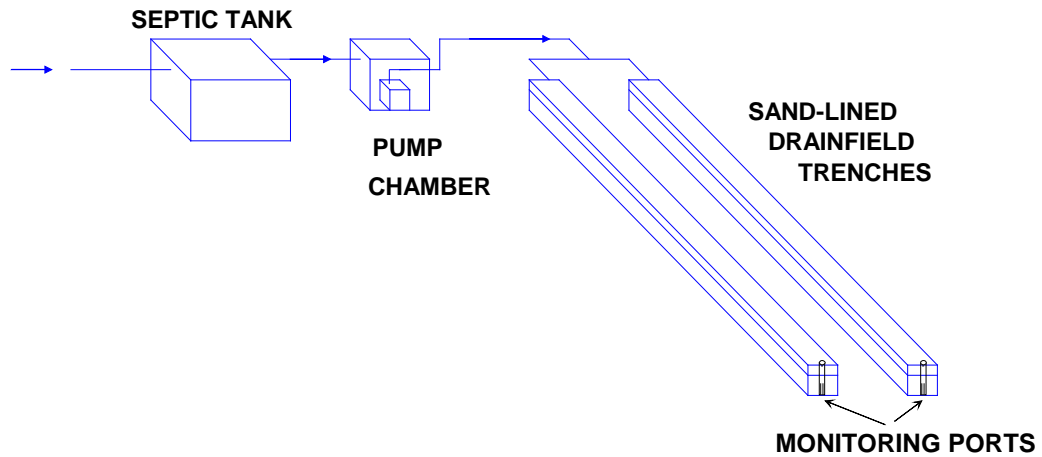 SEPTIC TANK
PUMP
CHAMBER
SAND-LINED
DRAINFIELD
TRENCHES
MONITORING PORTS